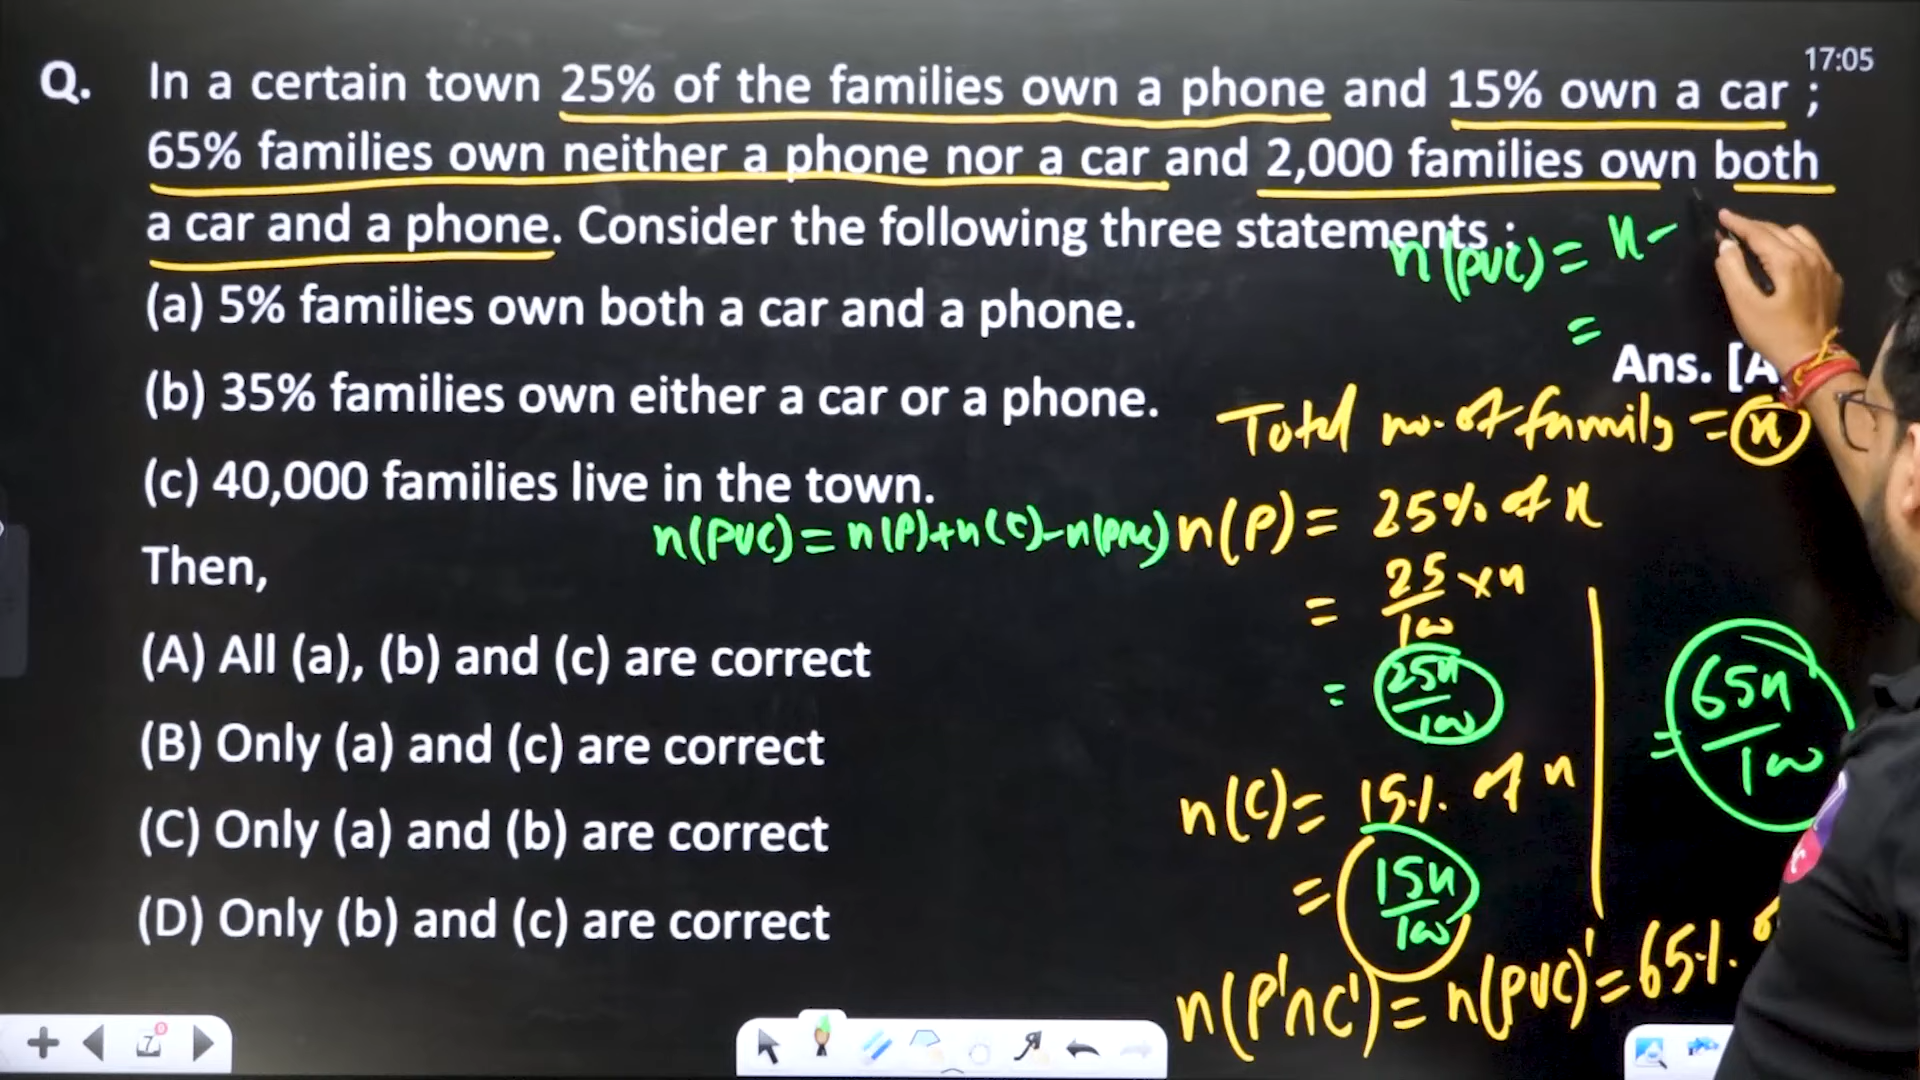 17:05
Q. In a certain town 25% of the families own a phone and 15% own a car ;
65% families own neither a phone nor a car and 2,000 families own both
a car and a phone. Consider the following three statements :
n(PUC) = x -
=
(a) 5% families own both a car and a phone.
Ans. [A
(b) 35% families own either a car or a phone.
Total no. of family = x
(c) 40,000 families live in the town.
n(PUC) = n(P)+n(C)-n(P∩C)
n(P) = 25% of x
Then,
= 25/100 × x
= 25x/100
(A) All (a), (b) and (c) are correct
(B) Only (a) and (c) are correct
= 65x/100
n(C) = 15% of x
(C) Only (a) and (b) are correct
= 15x/100
(D) Only (b) and (c) are correct
n(P'∩C') = n(PUC)' = 65%
7